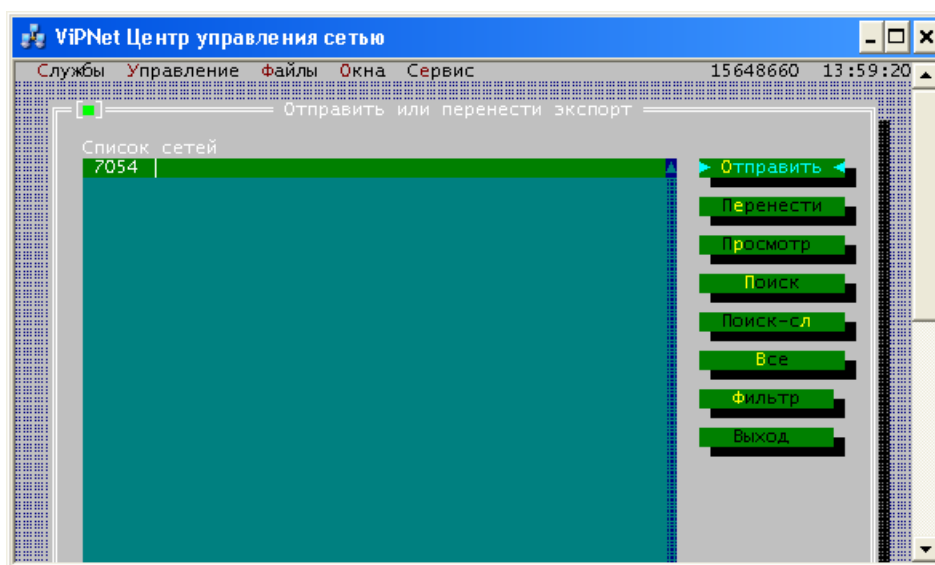 ViPNet Центр управления сетью
Службы Управление Файлы Окна Сервис 15648660 13:59:20
Отправить или перенести экспорт
Список сетей
7054
Отправить
Перенести
Просмотр
Поиск
Поиск-сл
Все
Фильтр
Выход